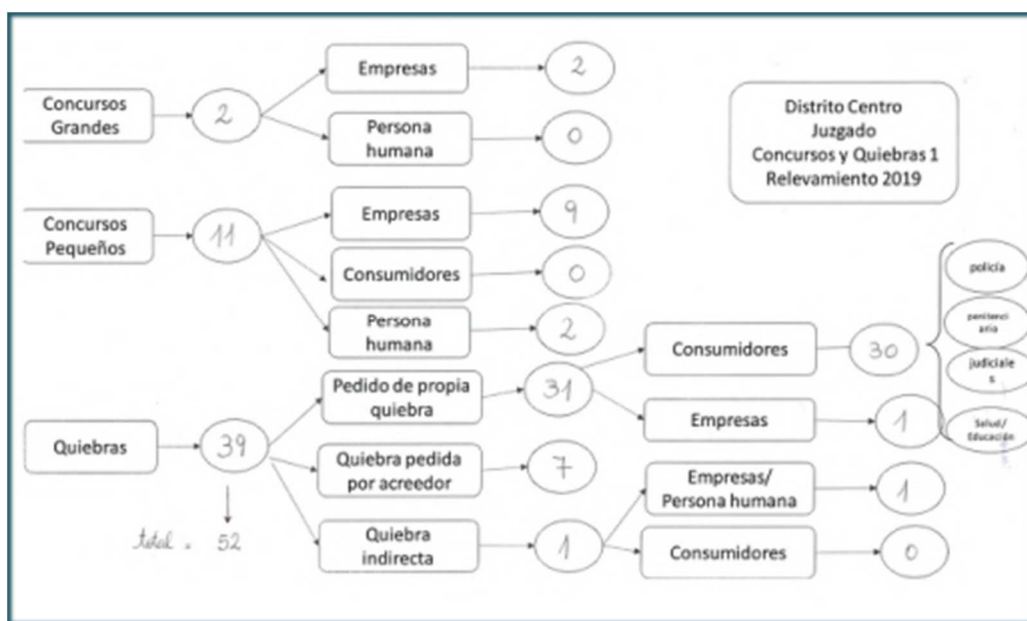 Distrito Centro
Juzgado
Concursos y Quiebras 1
Relevamiento 2019
Concursos
Grandes
2
Empresas
2
Persona
humana
0
Concursos
Pequeños
11
Empresas
9
Consumidores
0
Persona
humana
2
Quiebras
39
total = 52
Pedido de propia
quiebra
31
Consumidores
30
policía
penitenci
aria
judiciale
s
Salud/
Educación
Empresas
1
Quiebra pedida
por acreedor
7
Quiebra
indirecta
1
Empresas/
Persona humana
1
Consumidores
0